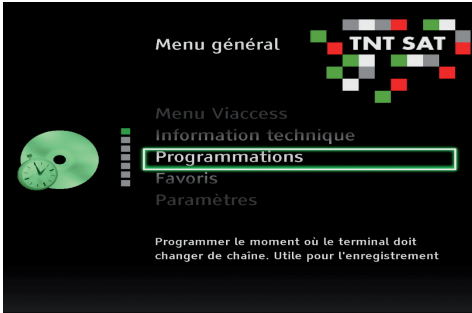 Menu général
TNT SAT
Menu Viaccess
Information technique
Programmations
Favoris
Paramètres
Programmer le moment où le terminal doit
changer de chaîne. Utile pour l'enregistrement